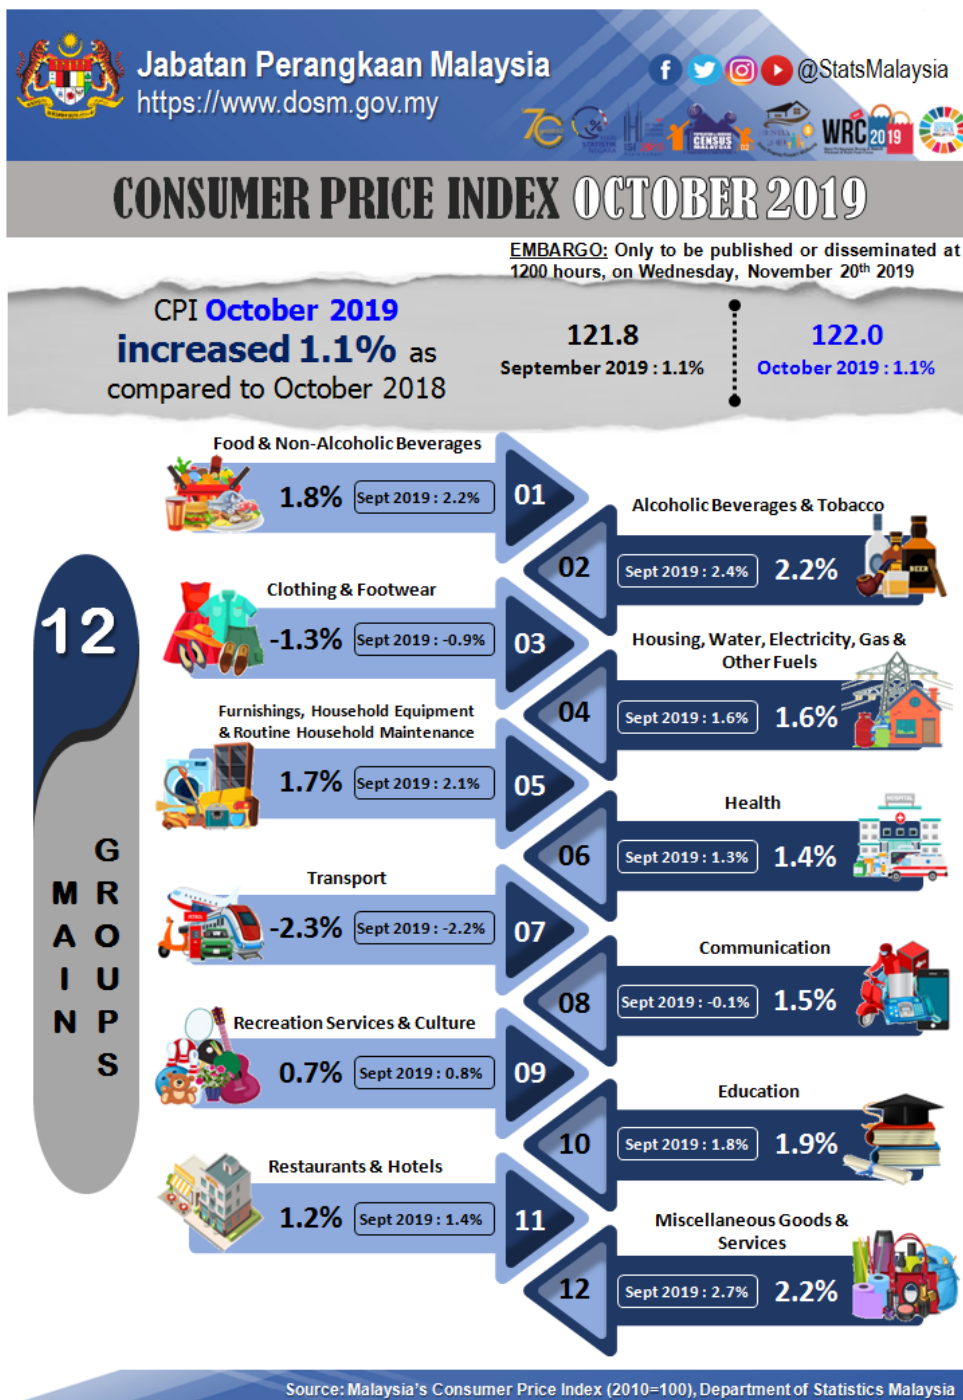 Jabatan Perangkaan Malaysia
https://www.dosm.gov.my
@StatsMalaysia
CENSUS
WRC 2019
CONSUMER PRICE INDEX OCTOBER 2019
EMBARGO: Only to be published or disseminated at
1200 hours, on Wednesday, November 20th 2019
CPI October 2019
increased 1.1% as
compared to October 2018
121.8
September 2019 : 1.1%
122.0
October 2019 : 1.1%
12
MAIN
GROUPS
Food & Non-Alcoholic Beverages
1.8%
Sept 2019 : 2.2%
01
Alcoholic Beverages & Tobacco
02
Sept 2019 : 2.4%
2.2%
BEER
Clothing & Footwear
-1.3%
Sept 2019 : -0.9%
03
Housing, Water, Electricity, Gas &
Other Fuels
04
Sept 2019 : 1.6%
1.6%
Furnishings, Household Equipment
& Routine Household Maintenance
1.7%
Sept 2019 : 2.1%
05
Health
06
Sept 2019 : 1.3%
1.4%
HOSPITAL
Transport
-2.3%
Sept 2019 : -2.2%
07
Communication
08
Sept 2019 : -0.1%
1.5%
Recreation Services & Culture
0.7%
Sept 2019 : 0.8%
09
Education
10
Sept 2019 : 1.8%
1.9%
Restaurants & Hotels
1.2%
Sept 2019 : 1.4%
11
Miscellaneous Goods &
Services
12
Sept 2019 : 2.7%
2.2%
Source: Malaysia's Consumer Price Index (2010=100), Department of Statistics Malaysia